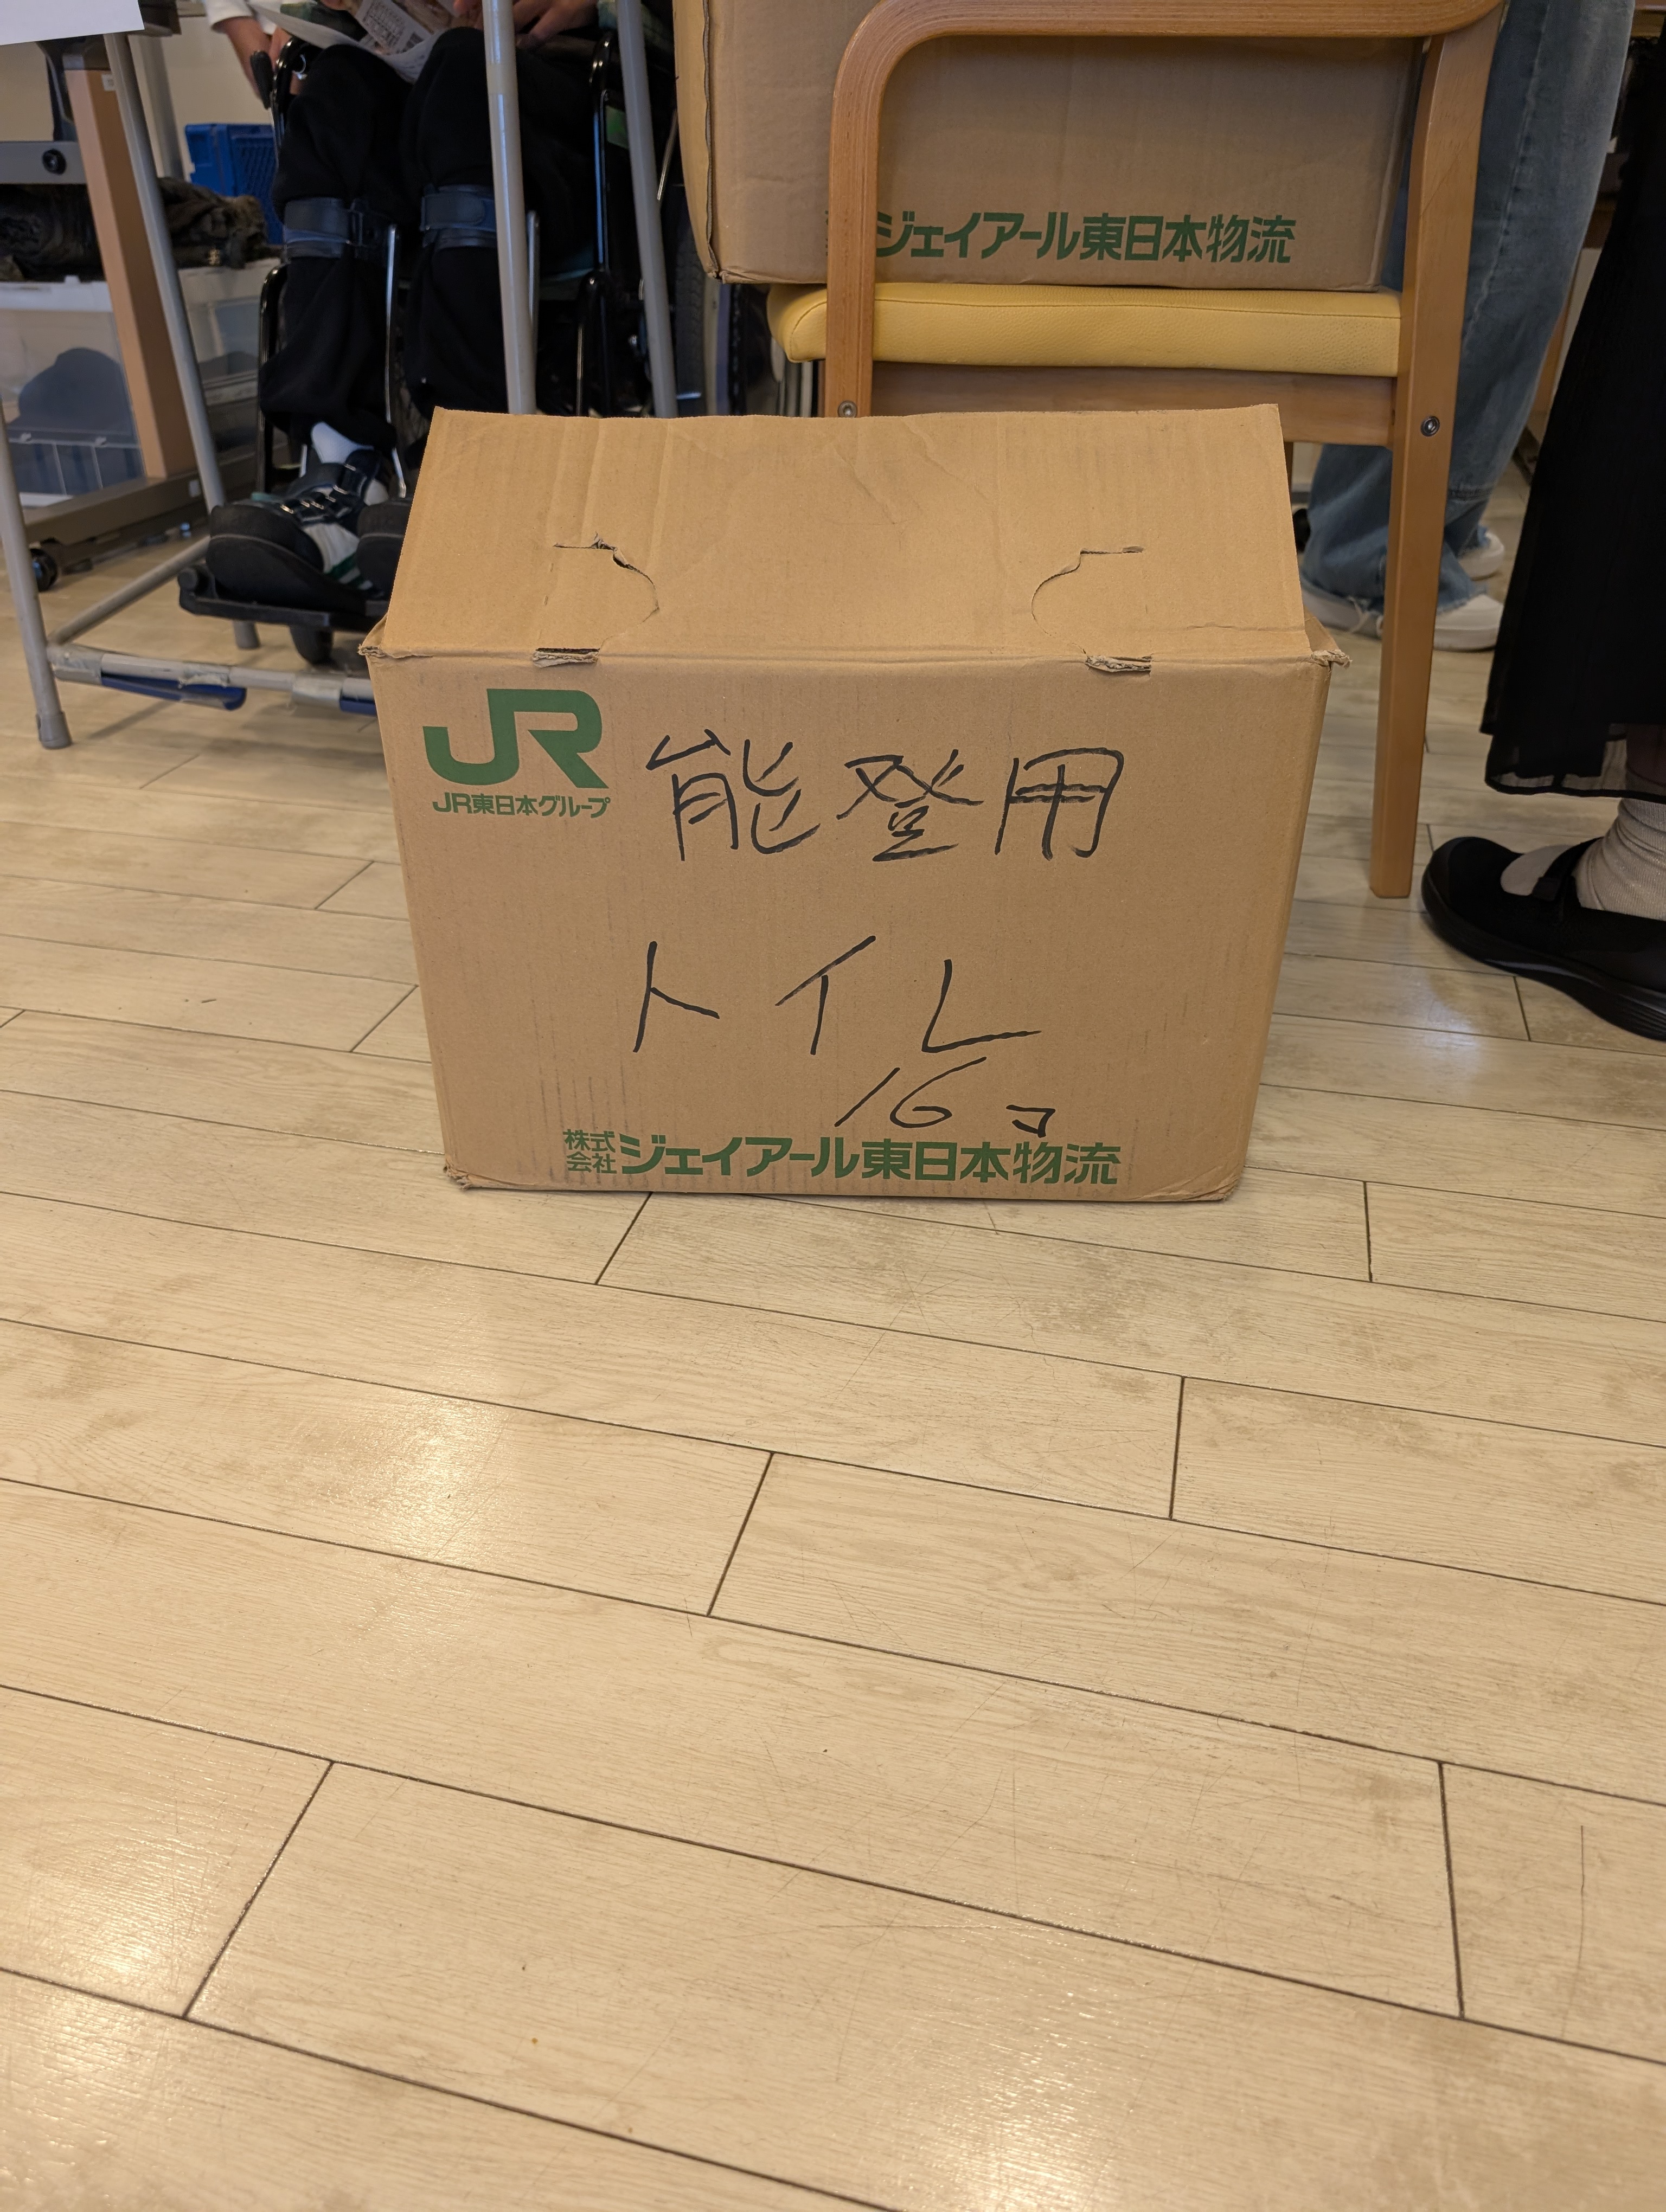 ジェイアール東日本物流
JR
JR東日本グループ
能登用
トイレ
16コ
株式会社ジェイアール東日本物流